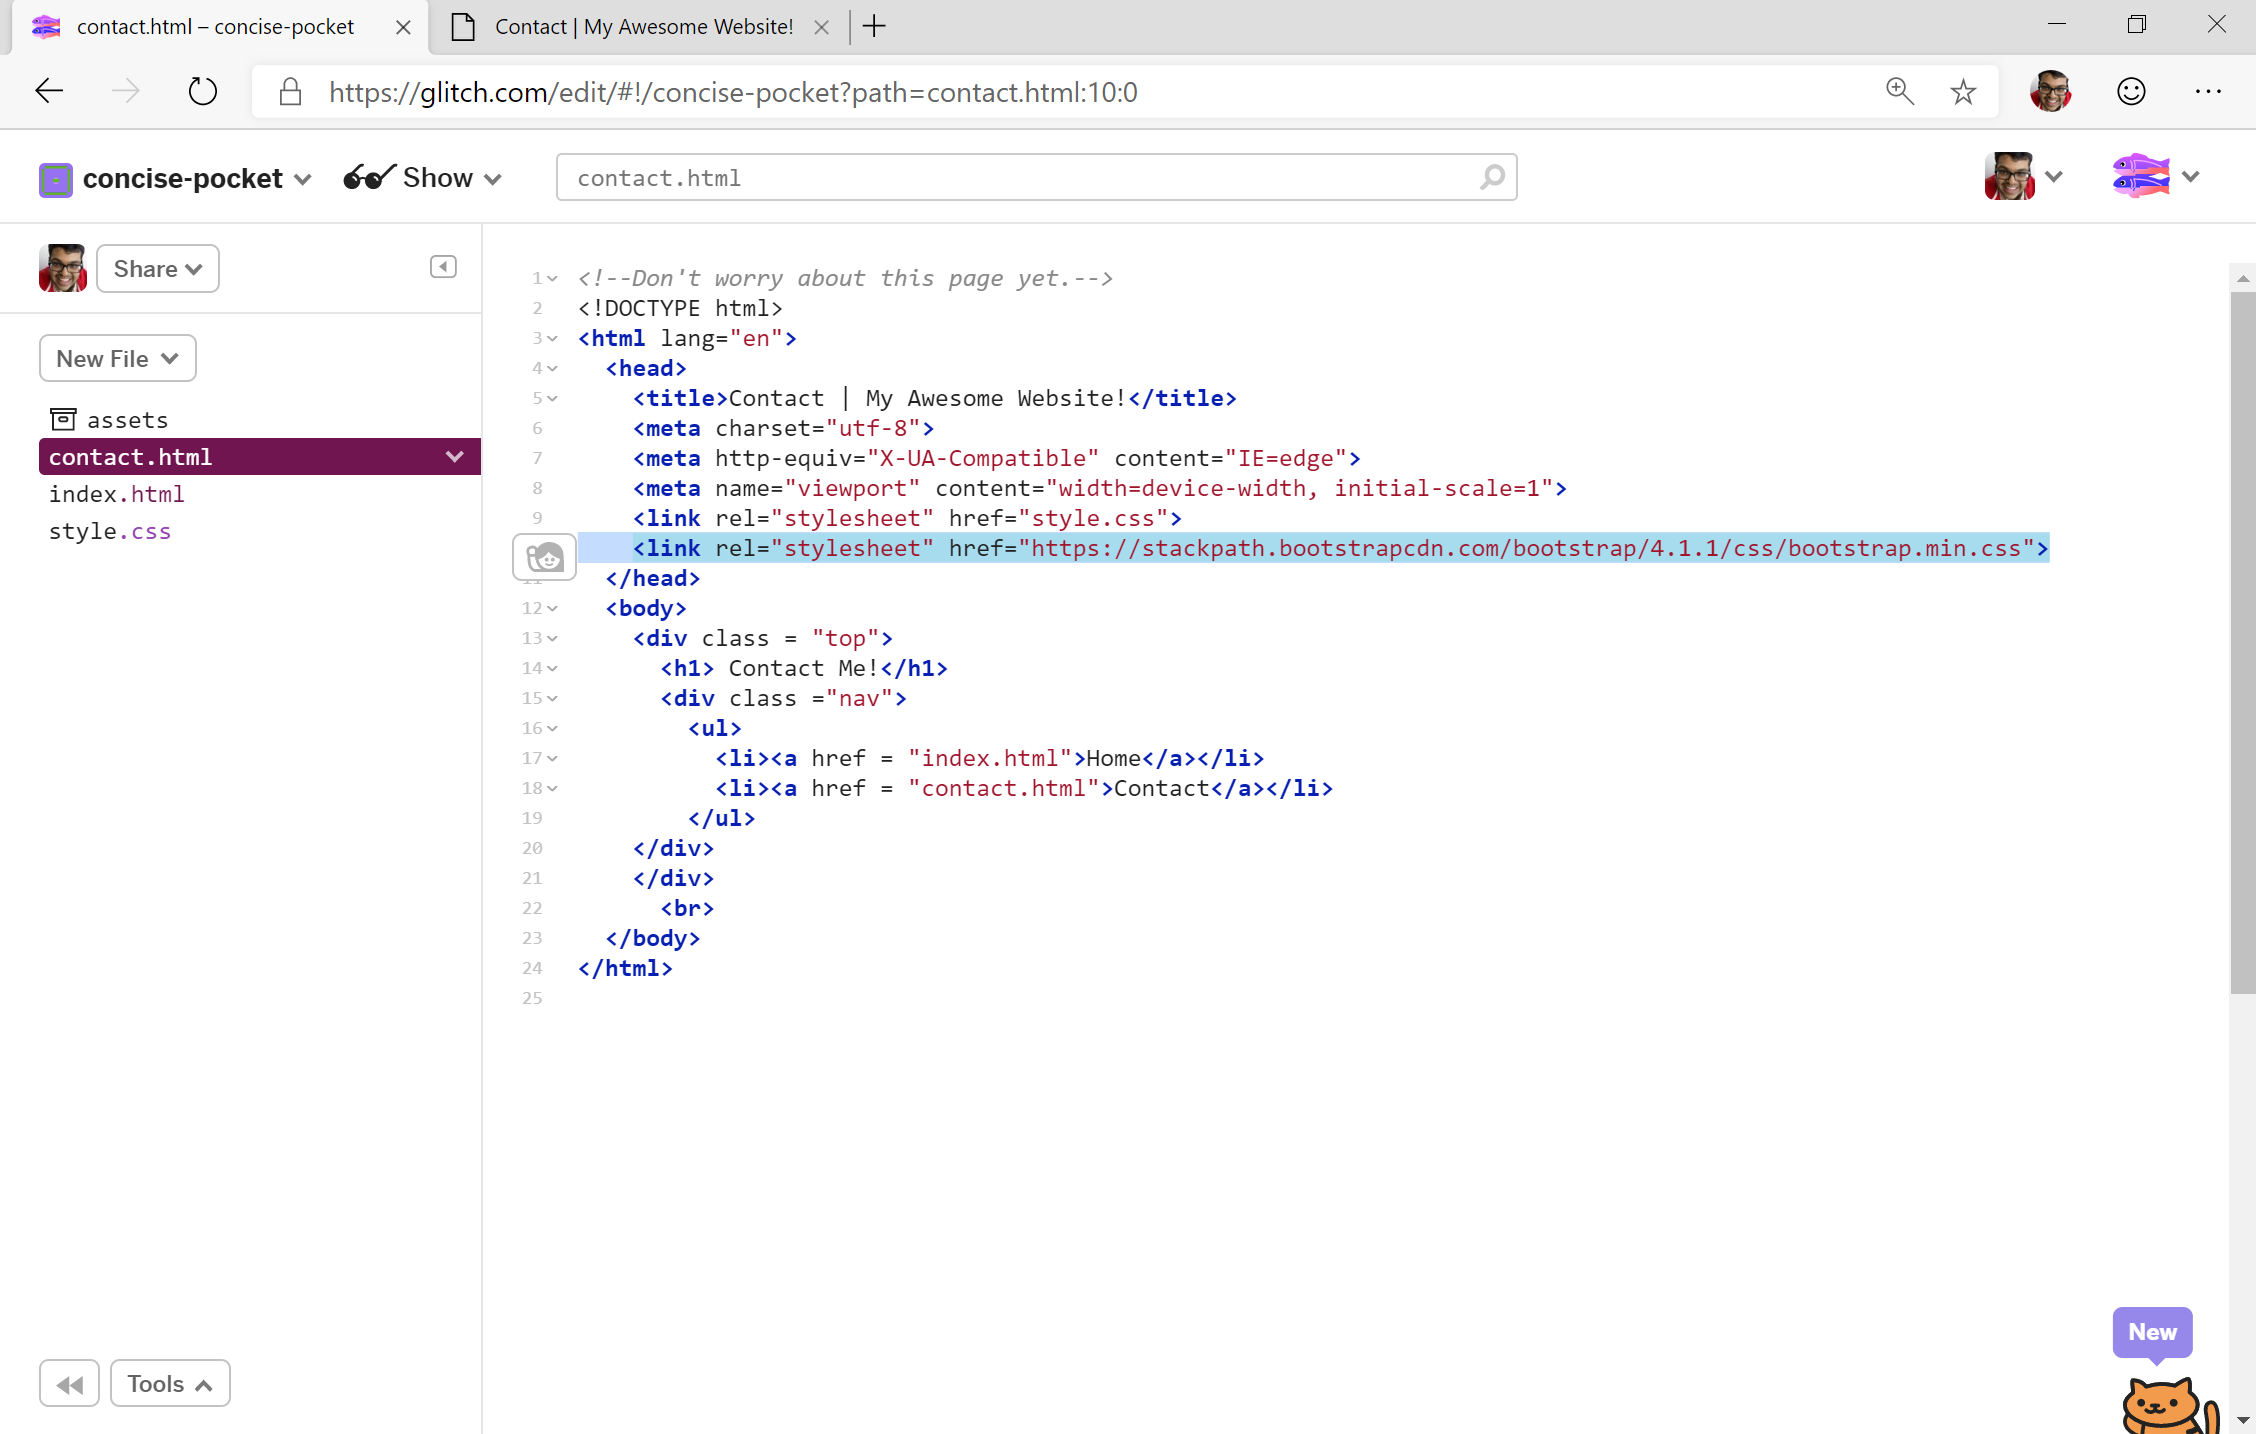 contact.html – concise-pocket
Contact | My Awesome Website!
https://glitch.com/edit/#!/concise-pocket?path=contact.html:10:0
concise-pocket
Show
contact.html
Share
New File
assets
contact.html
index.html
style.css
1 <!--Don't worry about this page yet.-->
2 <!DOCTYPE html>
3 <html lang="en">
4 <head>
5 <title>Contact | My Awesome Website!</title>
6 <meta charset="utf-8">
7 <meta http-equiv="X-UA-Compatible" content="IE=edge">
8 <meta name="viewport" content="width=device-width, initial-scale=1">
9 <link rel="stylesheet" href="style.css">
<link rel="stylesheet" href="https://stackpath.bootstrapcdn.com/bootstrap/4.1.1/css/bootstrap.min.css">
</head>
12 <body>
13 <div class = "top">
14 <h1> Contact Me!</h1>
15 <div class ="nav">
16 <ul>
17 <li><a href = "index.html">Home</a></li>
18 <li><a href = "contact.html">Contact</a></li>
19 </ul>
20 </div>
21 </div>
22 <br>
23 </body>
24 </html>
25
New
Tools